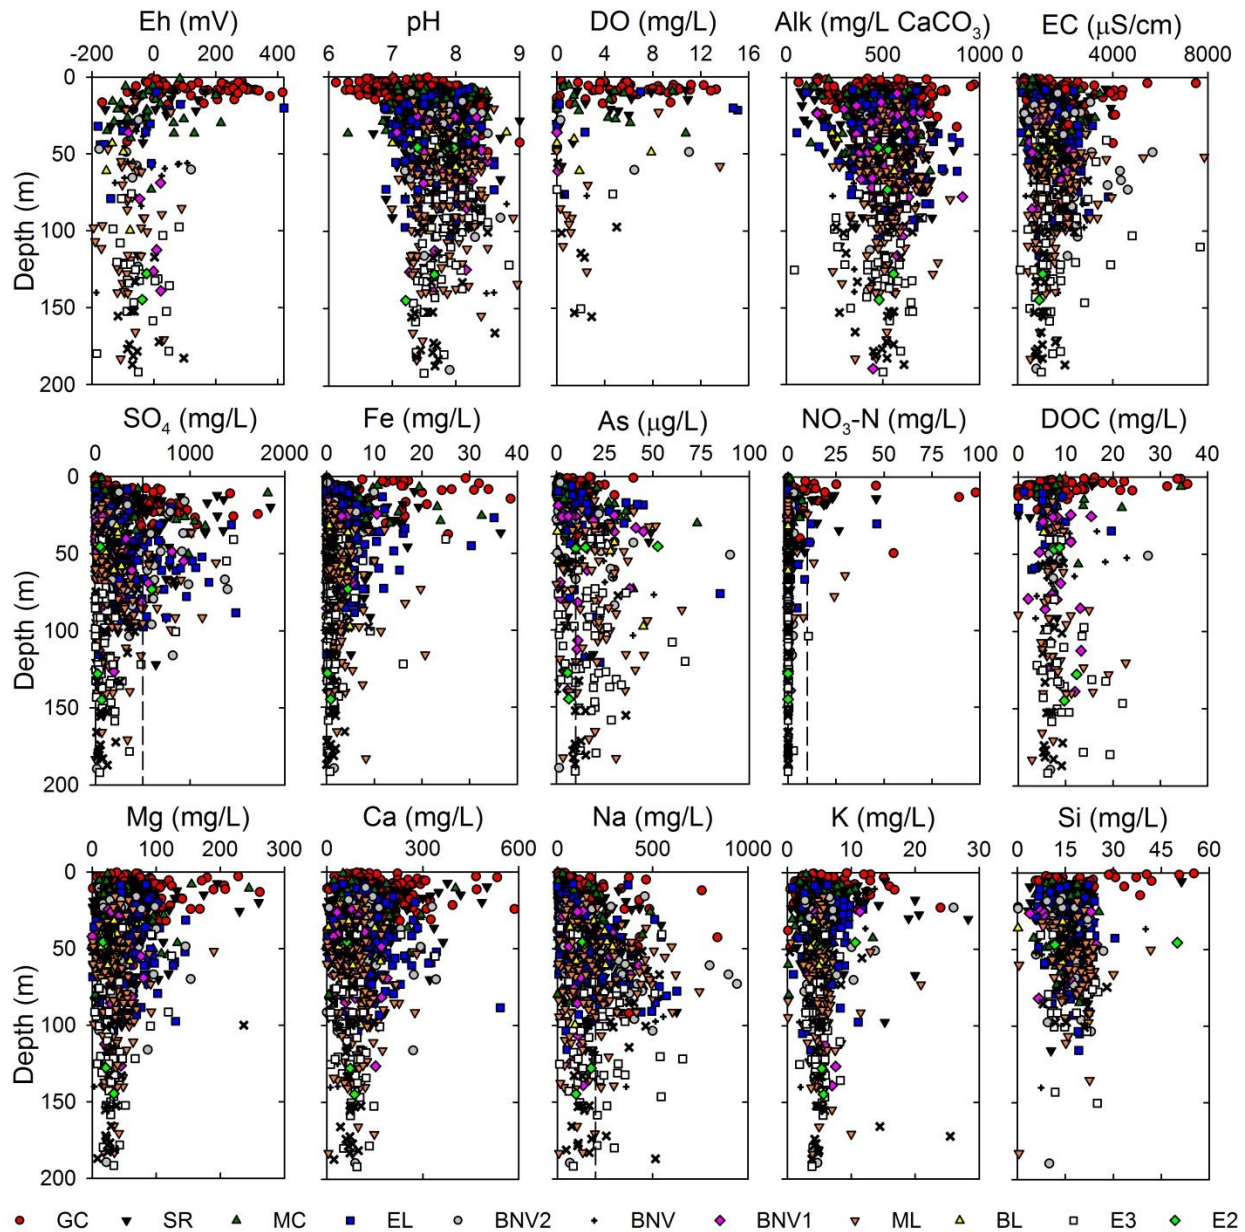 Eh (mV) pH DO (mg/L) Alk (mg/L CaCO₃) EC (μS/cm)
-200 0 200 400 6 7 8 9 0 4 8 12 16 0 500 1000 0 4000 8000
0
50
100
150
200
Depth (m)
SO₄ (mg/L) Fe (mg/L) As (μg/L) NO₃-N (mg/L) DOC (mg/L)
0 1000 2000 0 10 20 30 40 0 25 50 75 100 0 25 50 75 100 0 10 20 30 40
0
50
100
150
200
Depth (m)
Mg (mg/L) Ca (mg/L) Na (mg/L) K (mg/L) Si (mg/L)
0 100 200 300 0 300 600 0 500 1000 0 10 20 30 0 15 30 45 60
0
50
100
150
200
Depth (m)
GC SR MC EL BNV2 BNV BNV1 ML BL E3 E2